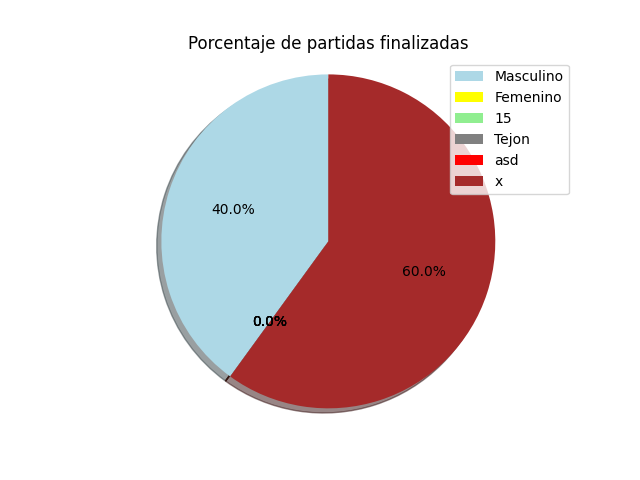 Porcentaje de partidas finalizadas
Masculino
Femenino
15
Tejon
asd
x
40.0%
60.0%
0.0%